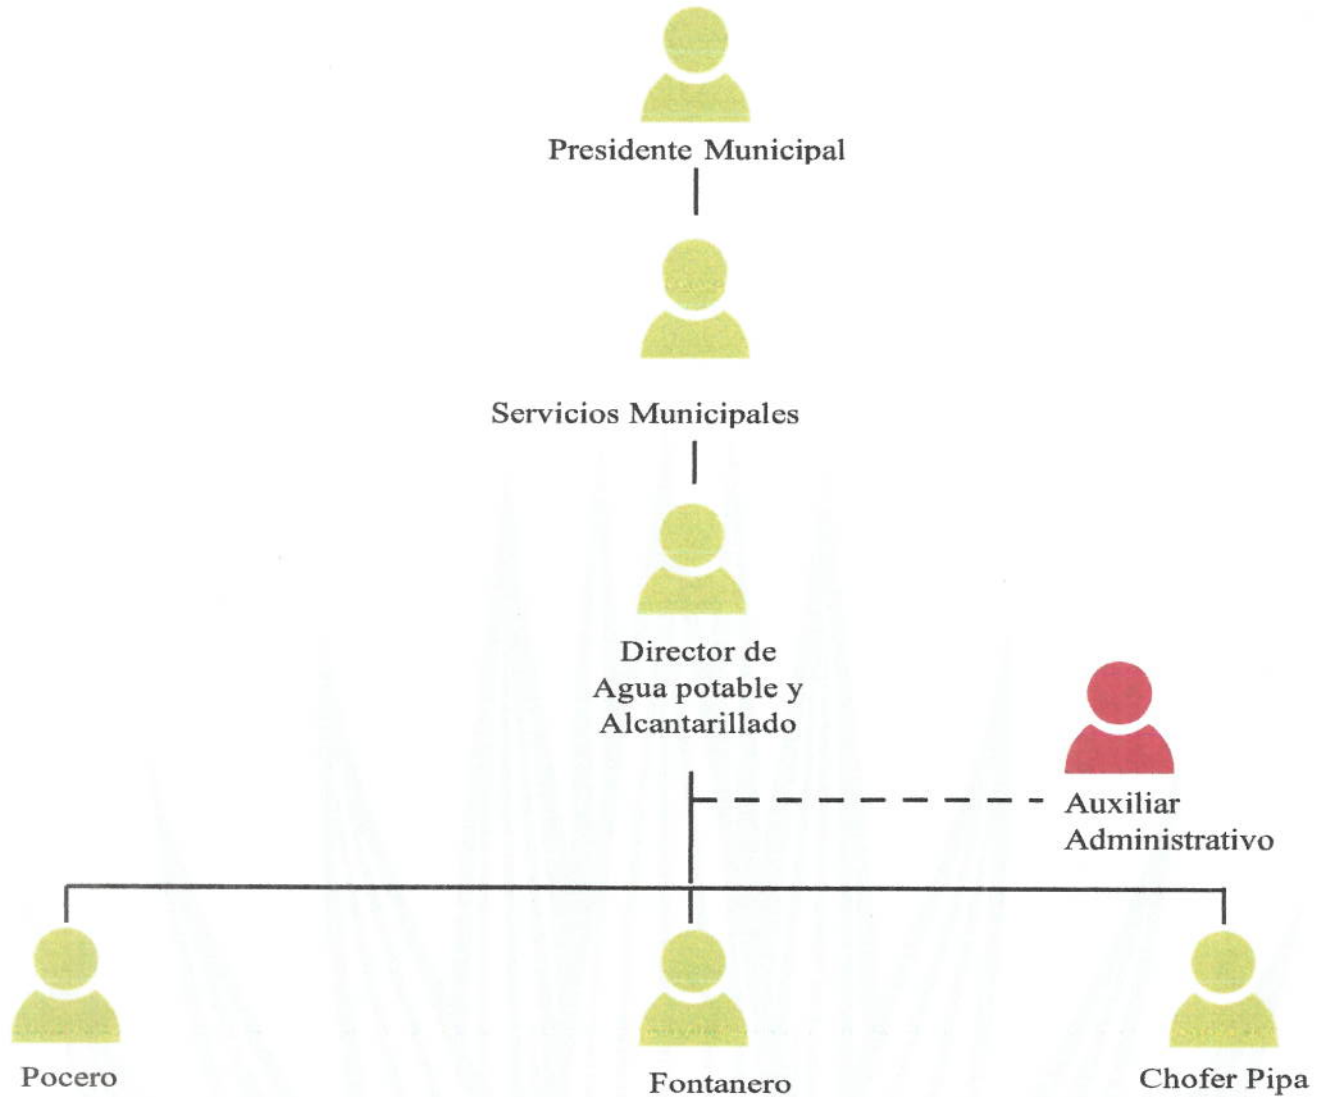 Presidente Municipal
Servicios Municipales
Director de
Agua potable y
Alcantarillado
Auxiliar
Administrativo
Pocero
Fontanero
Chofer Pipa